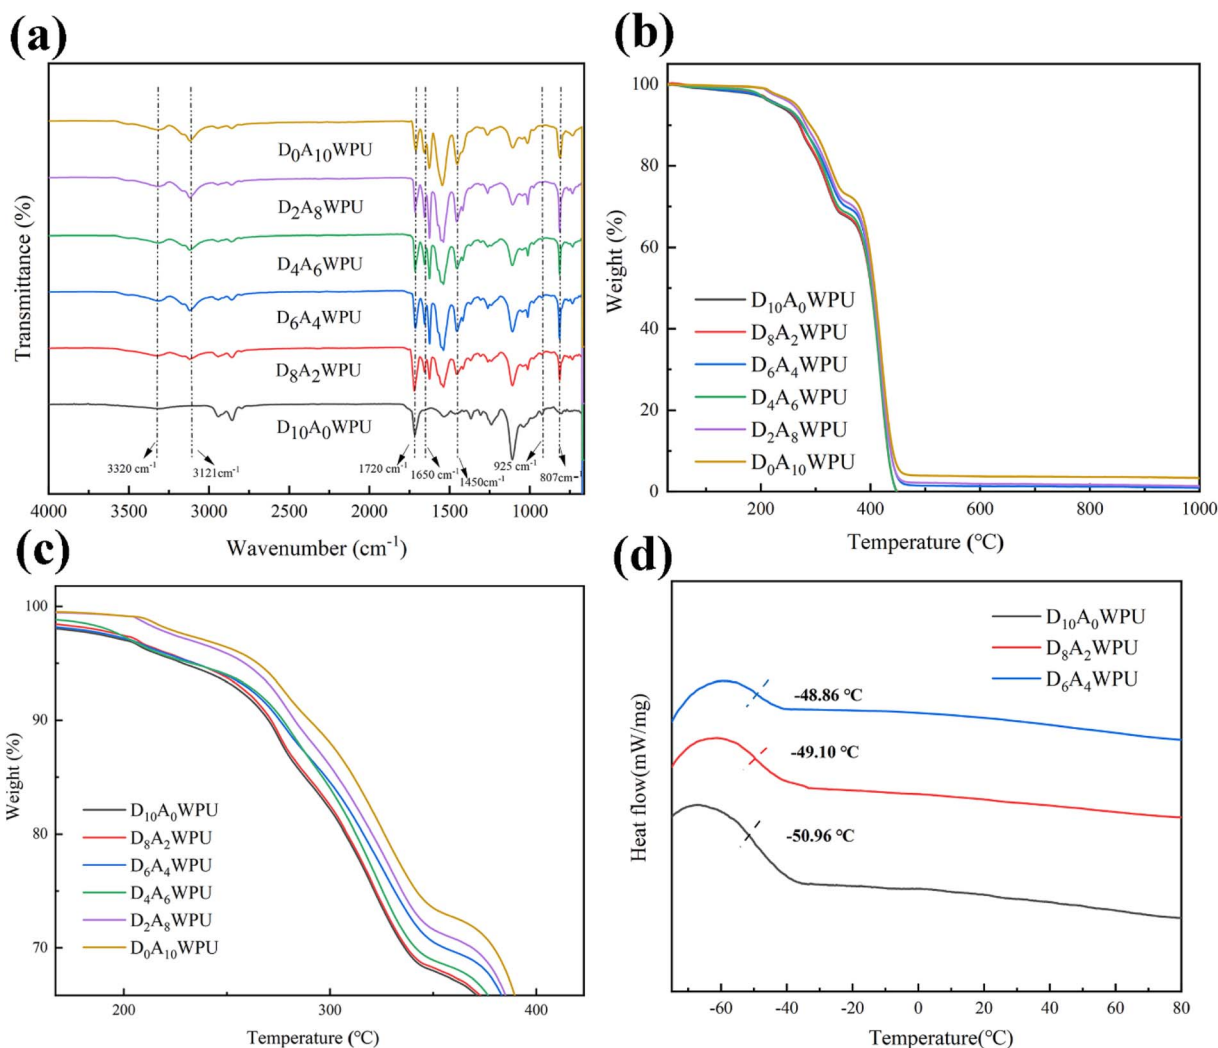 (a)
Transmittance (%)
D0A10WPU
D2A8WPU
D4A6WPU
D6A4WPU
D8A2WPU
D10A0WPU
3320 cm-1
3121cm-1
1720 cm-1
1650 cm-1
1450cm-1
925 cm-1
807cm-1
4000 3500 3000 2500 2000 1500 1000
Wavenumber (cm-1)
(b)
Weight (%)
100
80
60
40
20
0
D10A0WPU
D8A2WPU
D6A4WPU
D4A6WPU
D2A8WPU
D0A10WPU
200 400 600 800 1000
Temperature (℃)
(c)
Weight (%)
100
90
80
70
D10A0WPU
D8A2WPU
D6A4WPU
D4A6WPU
D2A8WPU
D0A10WPU
200 300 400
Temperature (℃)
(d)
Heat flow(mW/mg)
D10A0WPU
D8A2WPU
D6A4WPU
-48.86 ℃
-49.10 ℃
-50.96 ℃
-60 -40 -20 0 20 40 60 80
Temperature(℃)